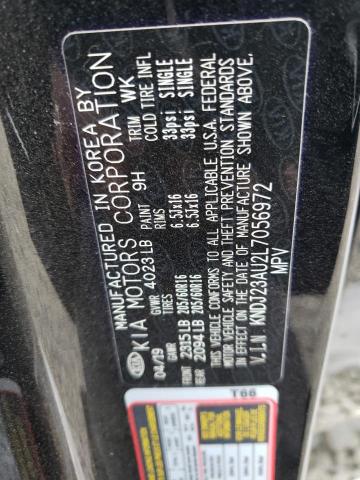 MANUFACTURED IN KOREA BY
KIA KIA MOTORS CORPORATION
04/19 GVWR 4023 LB PAINT 9H TRIM WK
GAWR TIRES RIMS COLD TIRE INFL
FRONT 2315 LB 205/60R16 6.5Jx16 33psi SINGLE
REAR 2094 LB 205/60R16 6.5Jx16 33psi SINGLE
THIS VEHICLE CONFORMS TO ALL APPLICABLE U.S.A. FEDERAL
MOTOR VEHICLE SAFETY AND THEFT PREVENTION STANDARDS
IN EFFECT ON THE DATE OF MANUFACTURE SHOWN ABOVE.
V.I.N KNDJ23AU2L7056972
MPV